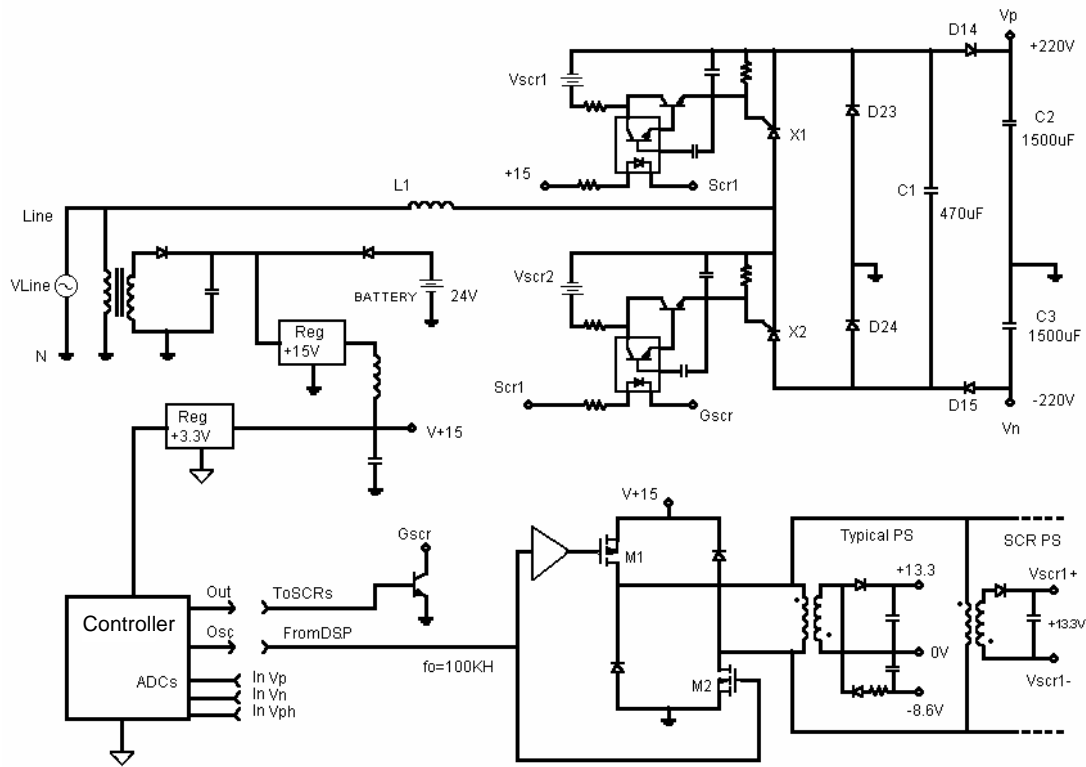 Vp
D14
+220V
Vscr1
D23
C2
1500uF
X1
+15
Scr1
L1
C1
470uF
Line
VLine
BATTERY
24V
Vscr2
C3
1500uF
N
Reg
+15V
X2
D24
Scr1
Gscr
D15
-220V
Vn
Reg
+3.3V
V+15
V+15
Gscr
M1
Typical PS
SCR PS
+13.3
Vscr1+
Out
ToSCRs
Controller
+13.3V
Osc
FromDSP
0V
fo=100KH
M2
Vscr1-
ADCs
In Vp
In Vn
In Vph
-8.6V